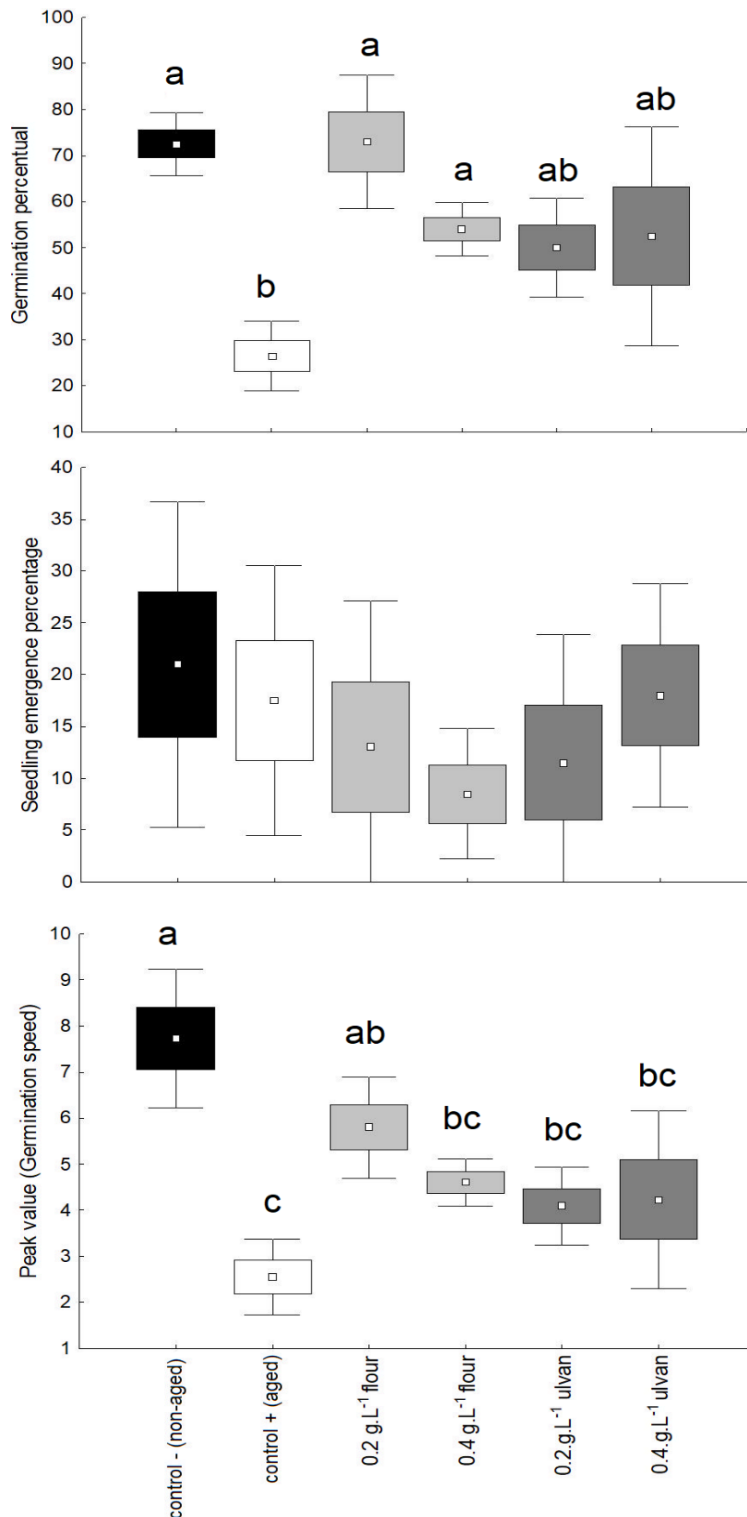 Germination percentual
100
90
80
70
60
50
40
30
20
10
a
b
a
a
ab
ab
Seedling emergence percentage
40
35
30
25
20
15
10
5
0
Peak value (Germination speed)
10
9
8
7
6
5
4
3
2
1
a
c
ab
bc
bc
bc
control - (non-aged)
control + (aged)
0.2 g.L⁻¹ flour
0.4 g.L⁻¹ flour
0.2.g.L⁻¹ ulvan
0.4.g.L⁻¹ ulvan